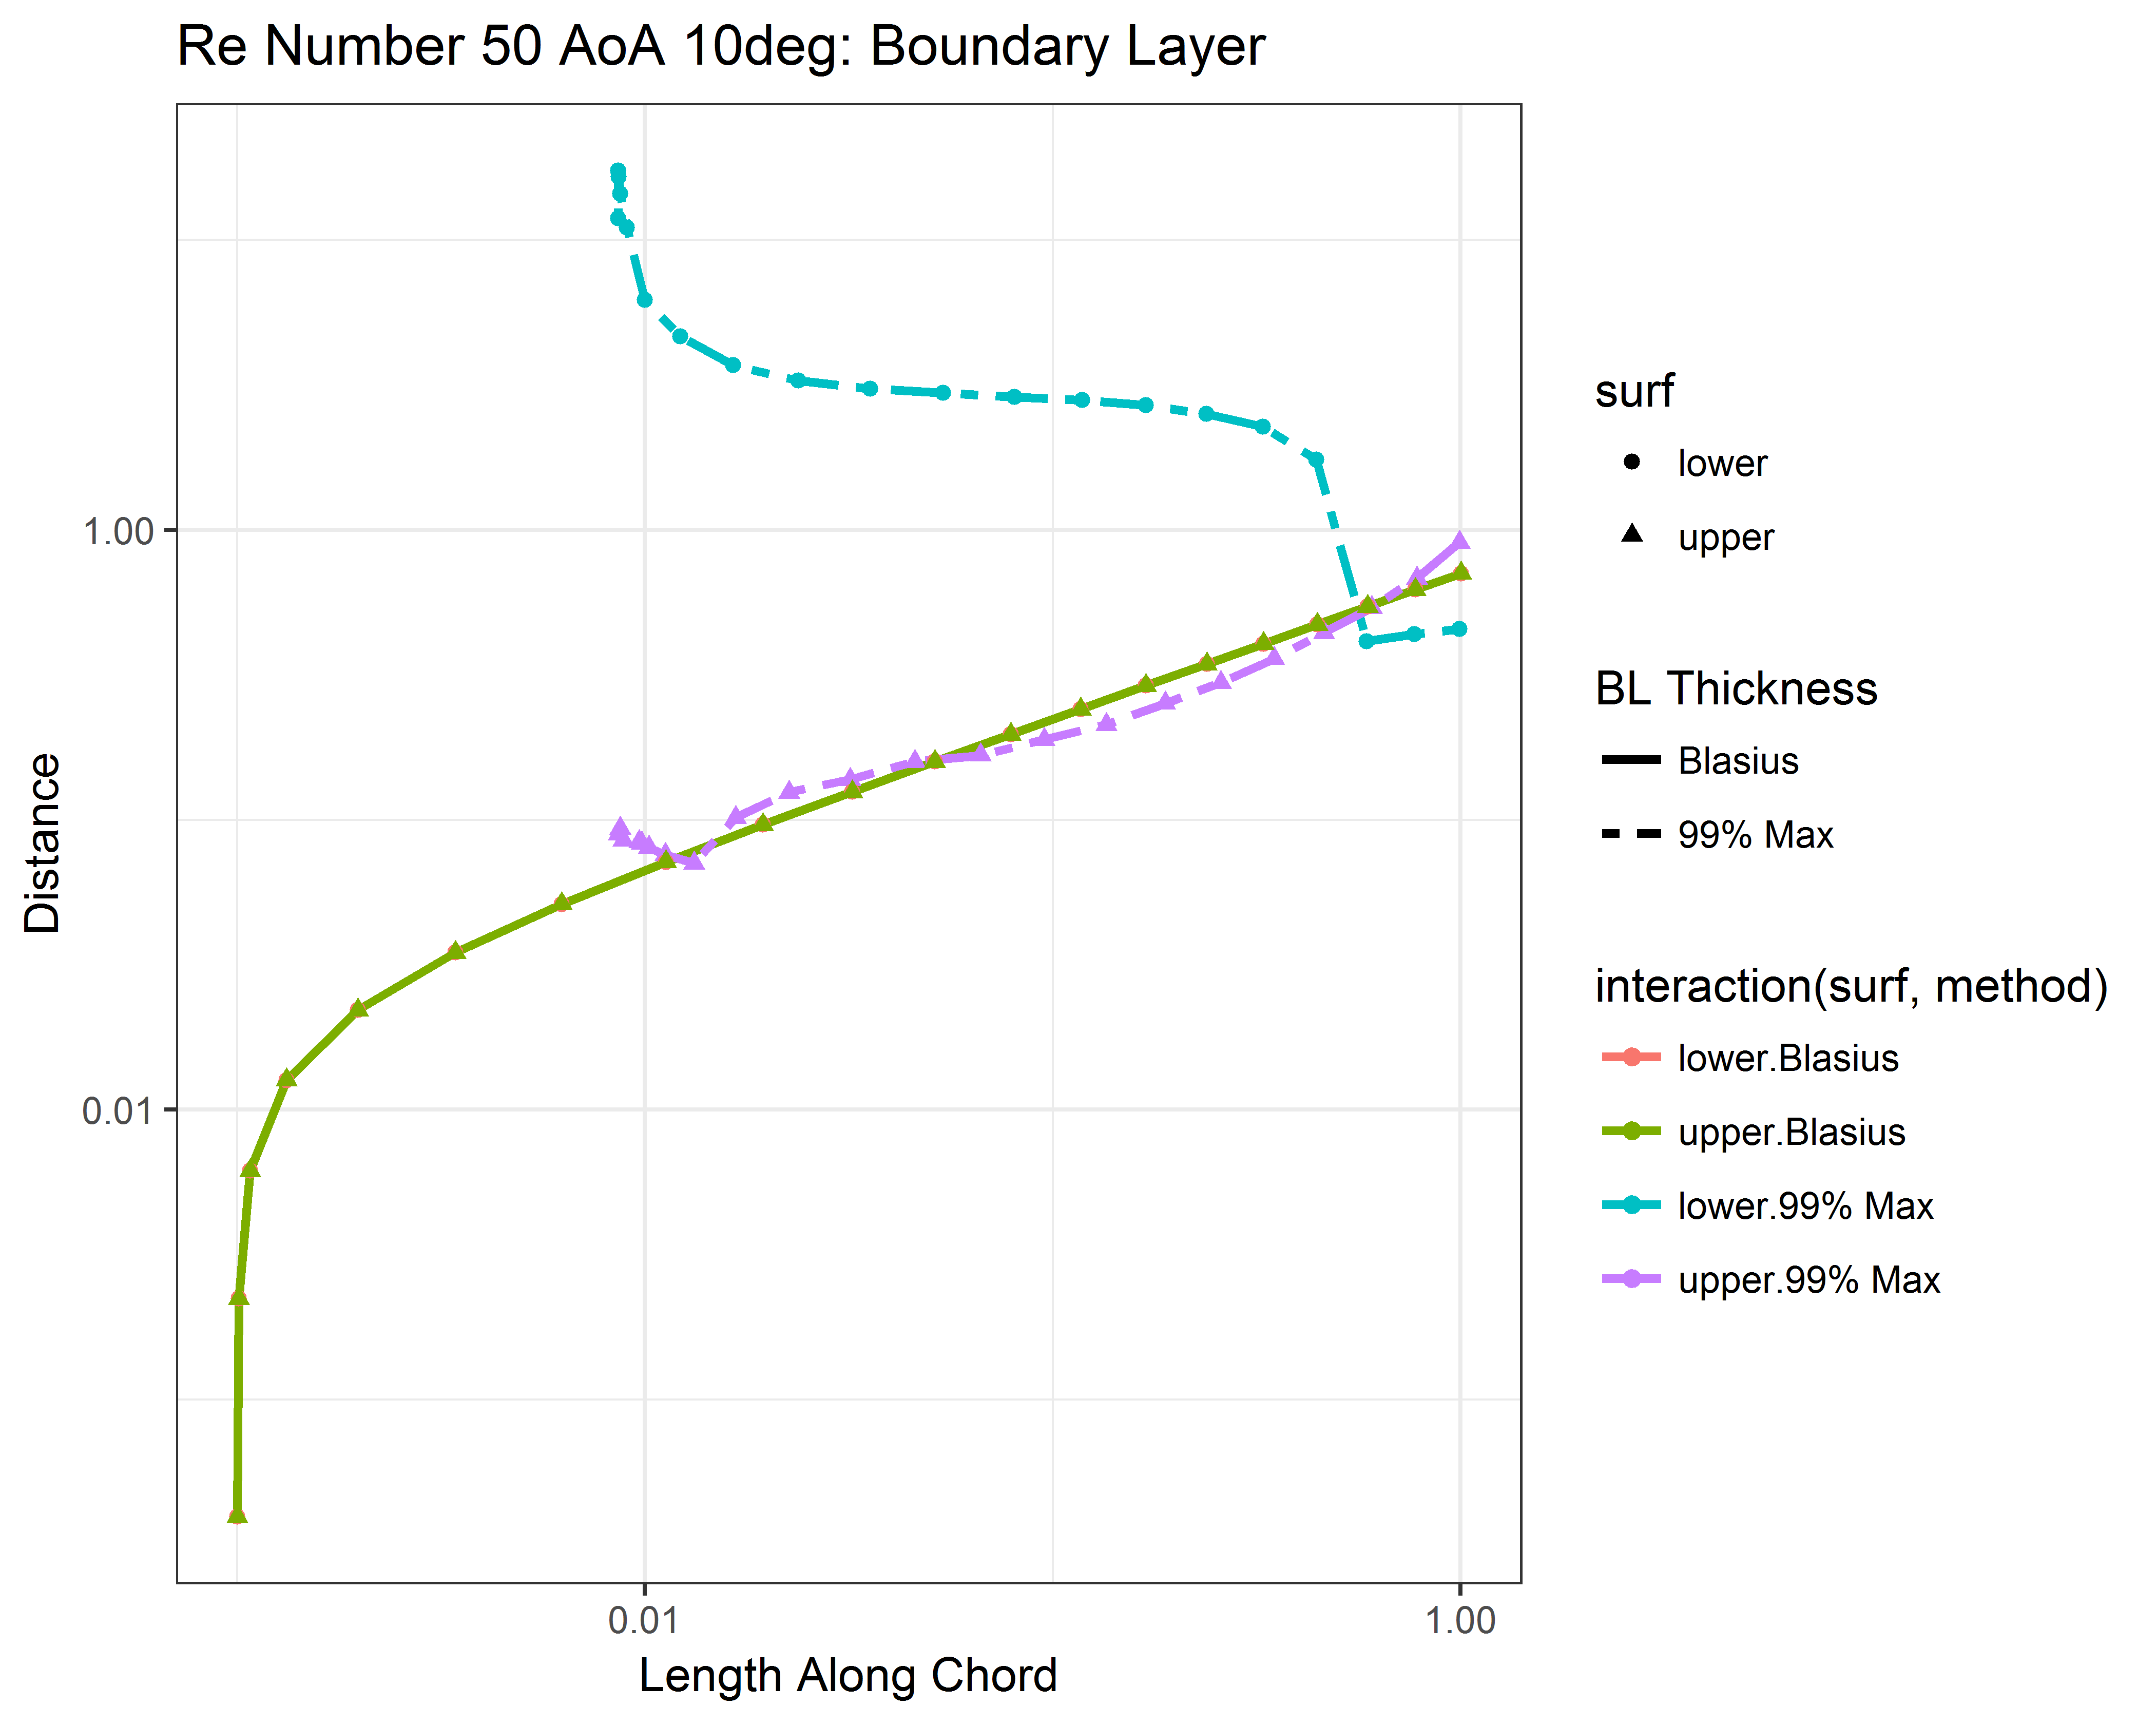 Re Number 50 AoA 10deg: Boundary Layer
Distance
1.00
0.01
0.01
1.00
Length Along Chord
surf
lower
upper
BL Thickness
Blasius
99% Max
interaction(surf, method)
lower.Blasius
upper.Blasius
lower.99% Max
upper.99% Max